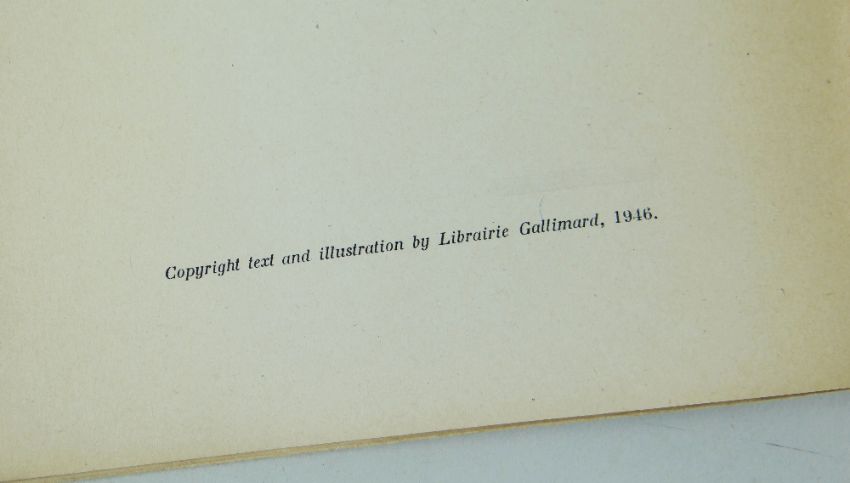 Copyright text and illustration by Librairie Gallimard, 1946.